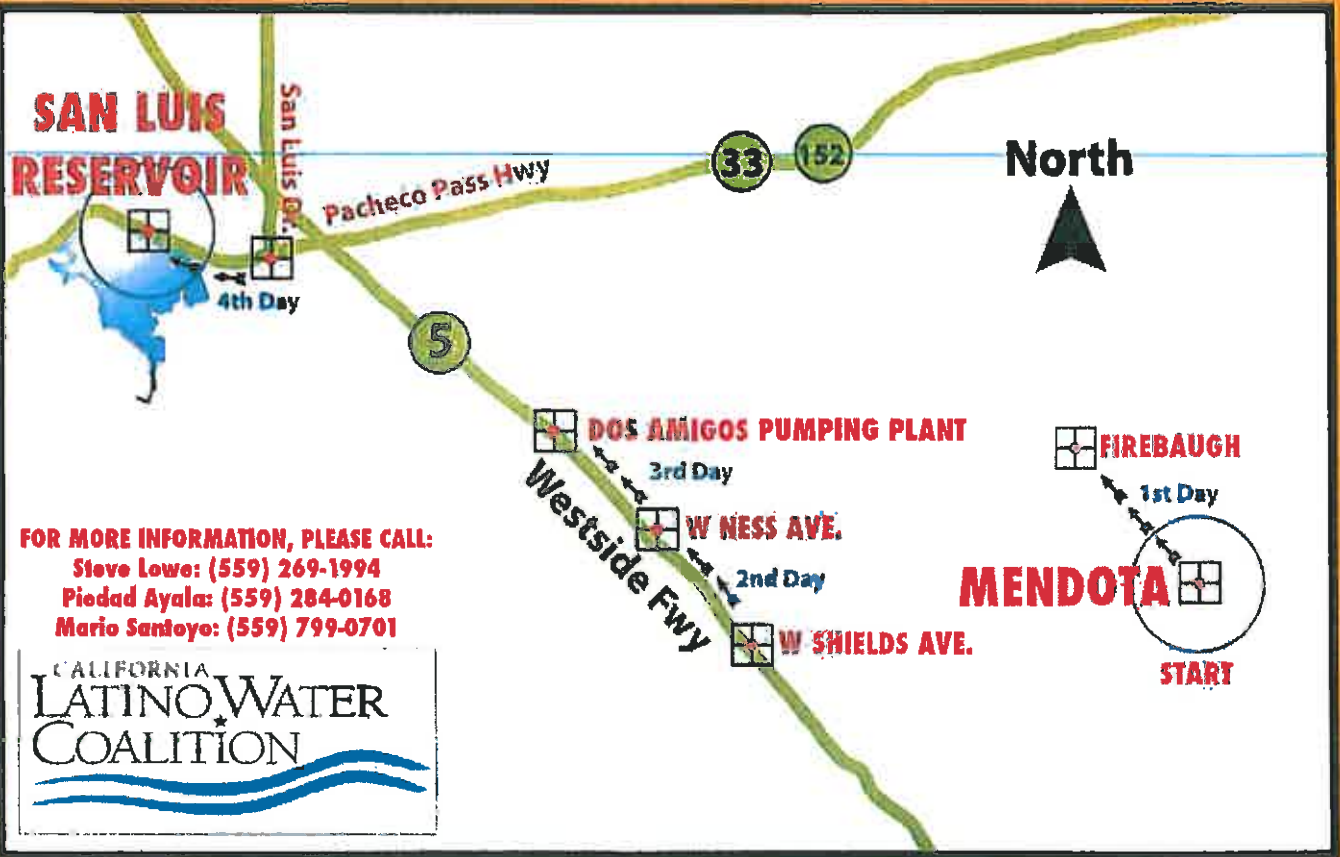 SAN LUIS
RESERVOIR
San Luis Dr.
Pacheco Pass Hwy
33
152
North
4th Day
5
DOS AMIGOS PUMPING PLANT
3rd Day
Westside Fwy
W NESS AVE.
2nd Day
W SHIELDS AVE.
FIREBAUGH
1st Day
MENDOTA
START
FOR MORE INFORMATION, PLEASE CALL:
Steve Lowe: (559) 269-1994
Piedad Ayala: (559) 284-0168
Mario Santoyo: (559) 799-0701
CALIFORNIA
LATINO WATER
COALITION